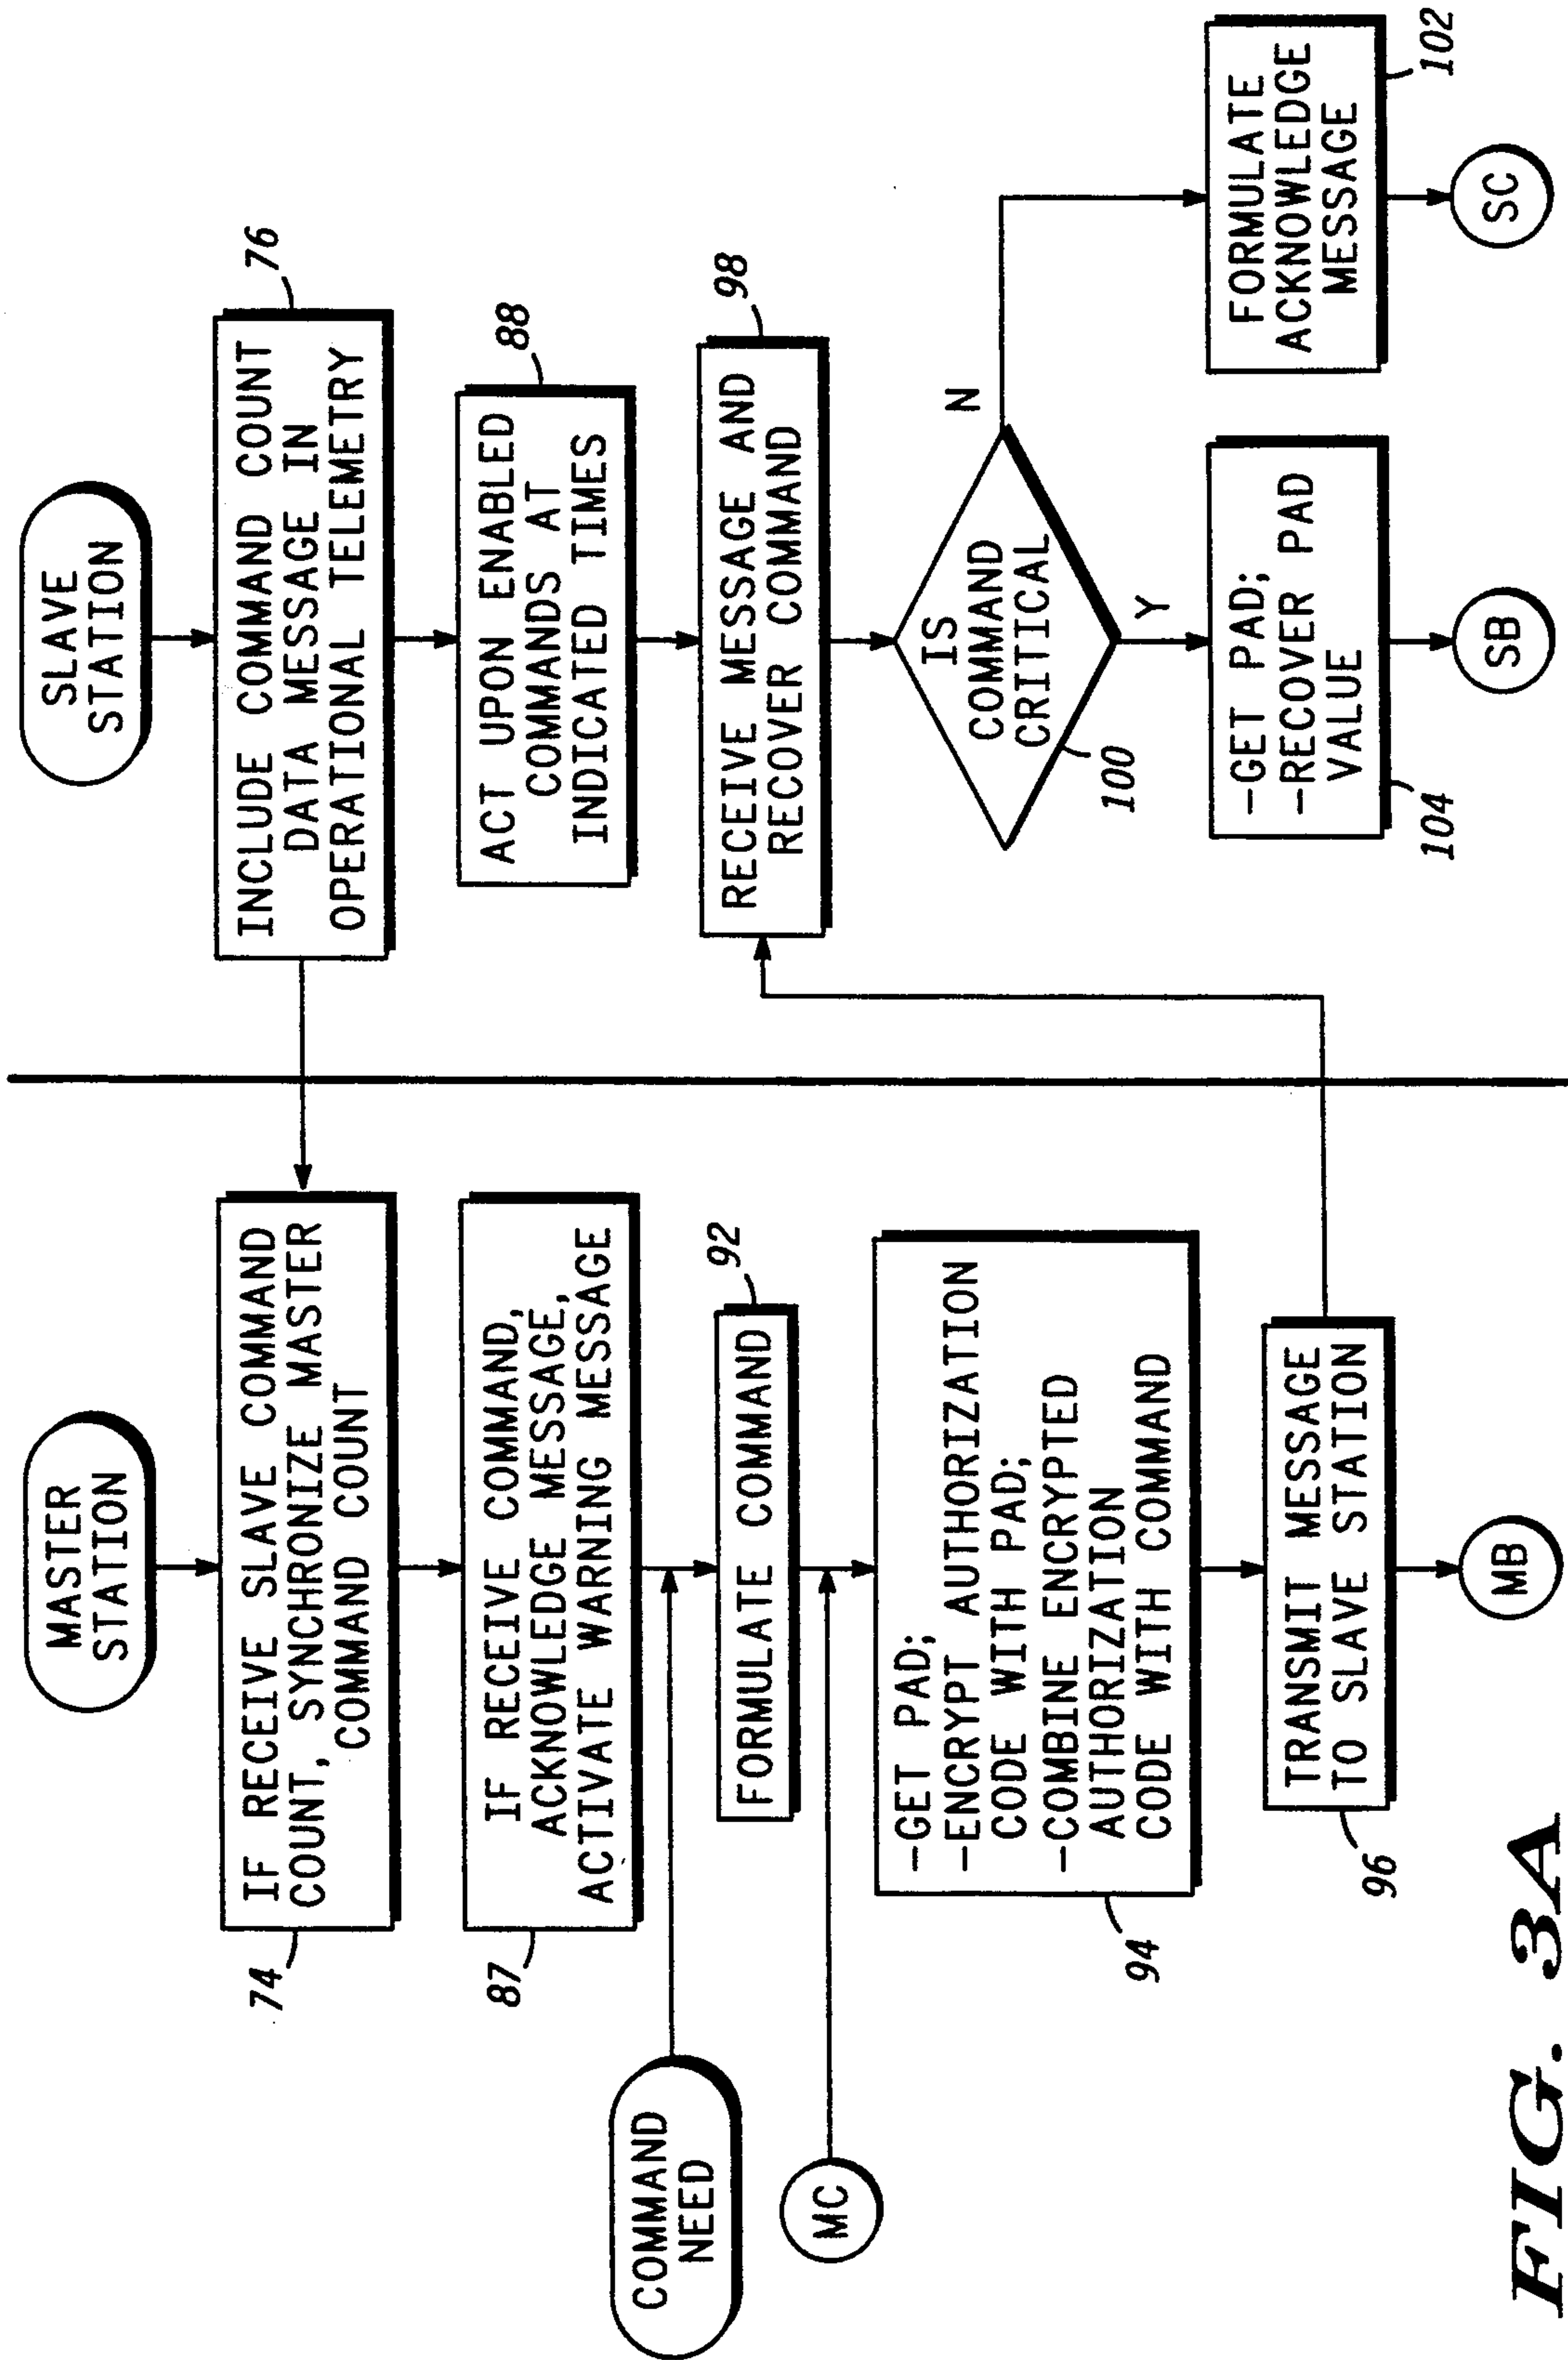 MASTER
STATION
IF RECEIVE SLAVE COMMAND
COUNT, SYNCHRONIZE MASTER
COMMAND COUNT
74
IF RECEIVE COMMAND,
ACKNOWLEDGE MESSAGE,
ACTIVATE WARNING MESSAGE
87
COMMAND
NEED
FORMULATE COMMAND
92
MC
-GET PAD;
-ENCRYPT AUTHORIZATION
CODE WITH PAD;
-COMBINE ENCRYPTED
AUTHORIZATION
CODE WITH COMMAND
94
TRANSMIT MESSAGE
TO SLAVE STATION
96
MB
SLAVE
STATION
INCLUDE COMMAND COUNT
DATA MESSAGE IN
OPERATIONAL TELEMETRY
76
ACT UPON ENABLED
COMMANDS AT
INDICATED TIMES
88
RECEIVE MESSAGE AND
RECOVER COMMAND
98
IS
COMMAND
CRITICAL
100
N
Y
-GET PAD;
-RECOVER PAD
VALUE
104
SB
FORMULATE
ACKNOWLEDGE
MESSAGE
102
SC
FIG. 3A